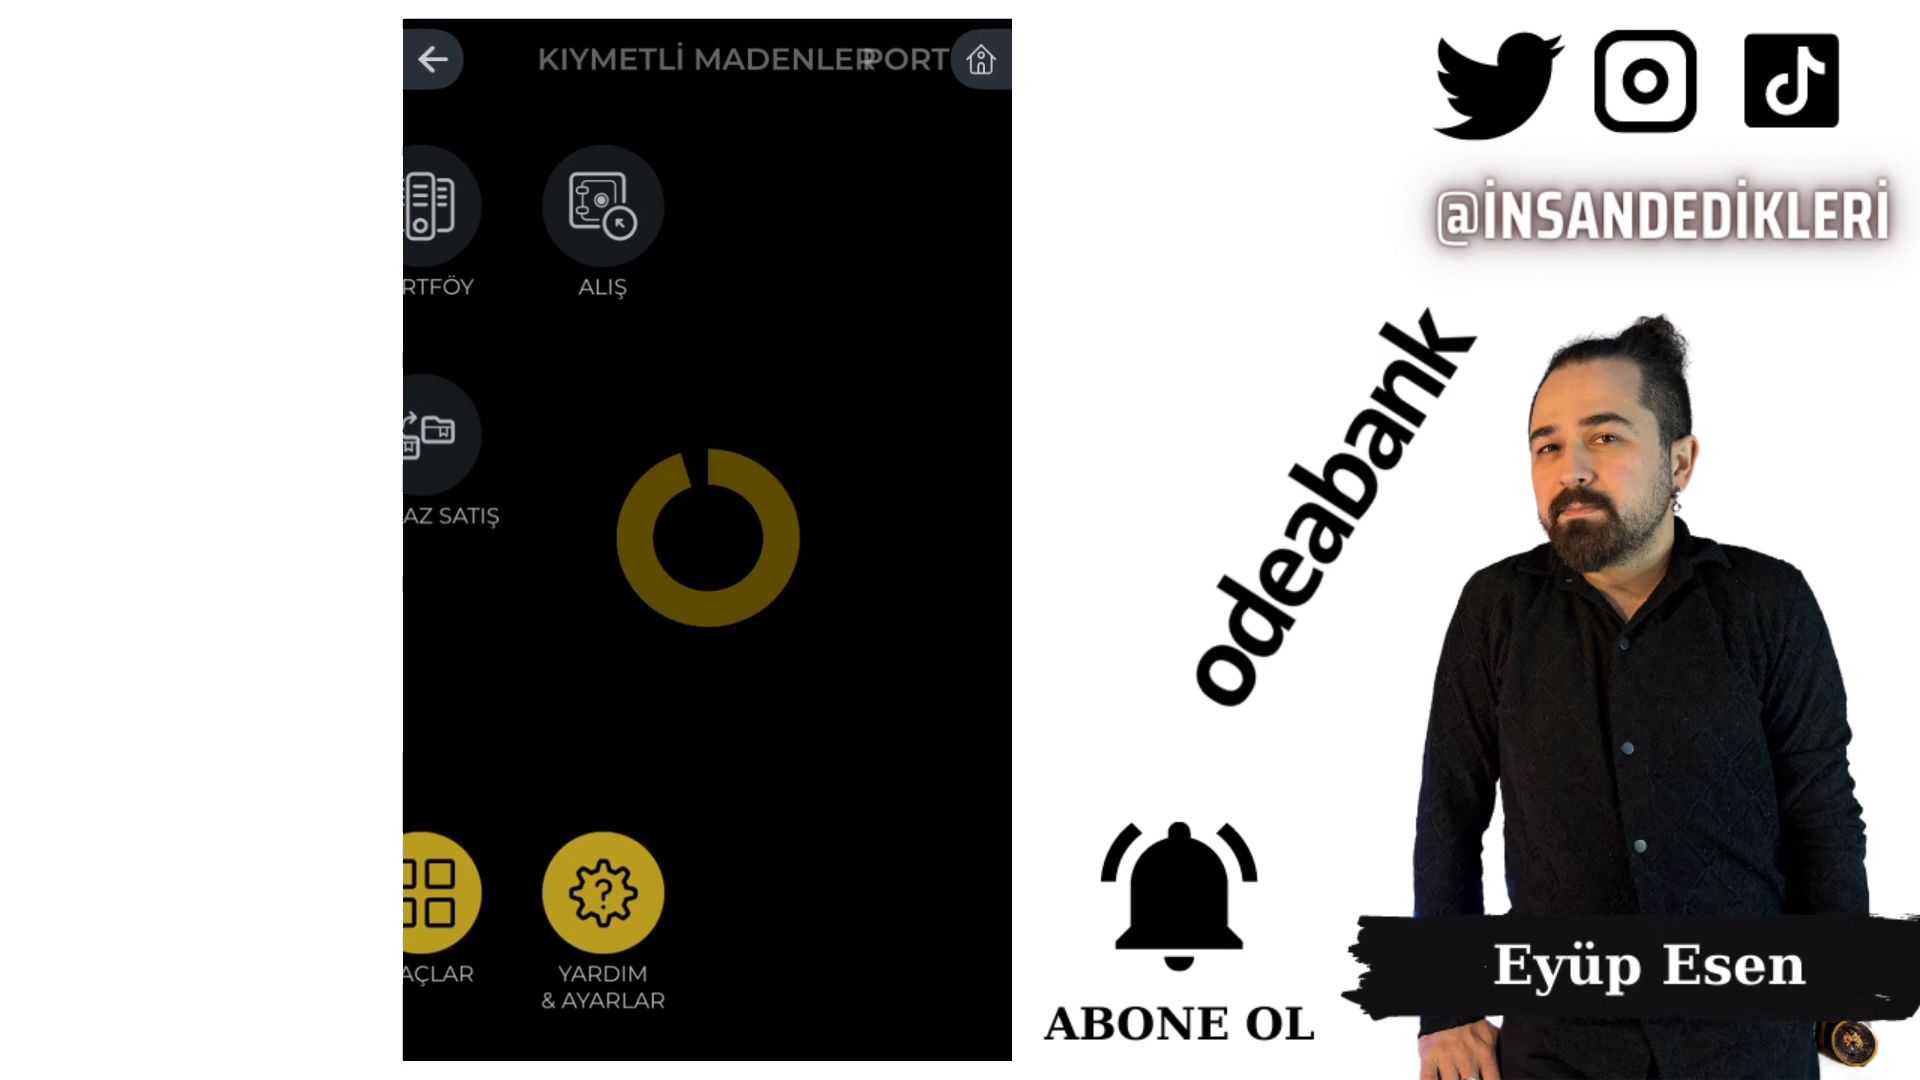 KIYMETLİ MADENLER PORT
RTFÖY
ALIŞ
AZ SATIŞ
AÇLAR
YARDIM
& AYARLAR
@İNSANDEDİKLERİ
odeabank
ABONE OL
Eyüp Esen